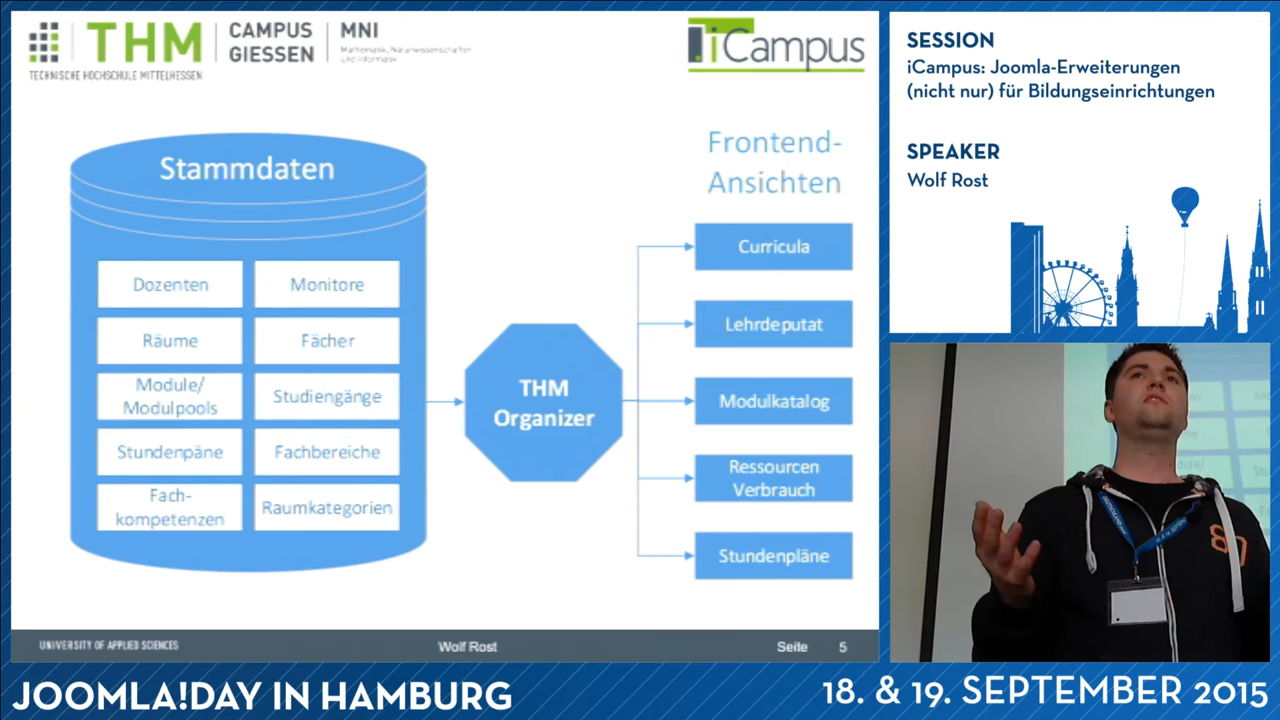 THM
CAMPUS
GIESSEN
MNI
Mathematik, Naturwissenschaften
und Informatik
TECHNISCHE HOCHSCHULE MITTELHESSEN
iCampus
Stammdaten
Dozenten
Monitore
Räume
Fächer
Module/
Modulpools
Studiengänge
Stundenpäne
Fachbereiche
Fach-
kompetenzen
Raumkategorien
THM
Organizer
Frontend-
Ansichten
Curricula
Lehrdeputat
Modulkatalog
Ressourcen
Verbrauch
Stundenpläne
UNIVERSITY OF APPLIED SCIENCES
Wolf Rost
Seite 5
SESSION
iCampus: Joomla-Erweiterungen
(nicht nur) für Bildungseinrichtungen
SPEAKER
Wolf Rost
JOOMLA!DAY IN HAMBURG
18. & 19. SEPTEMBER 2015